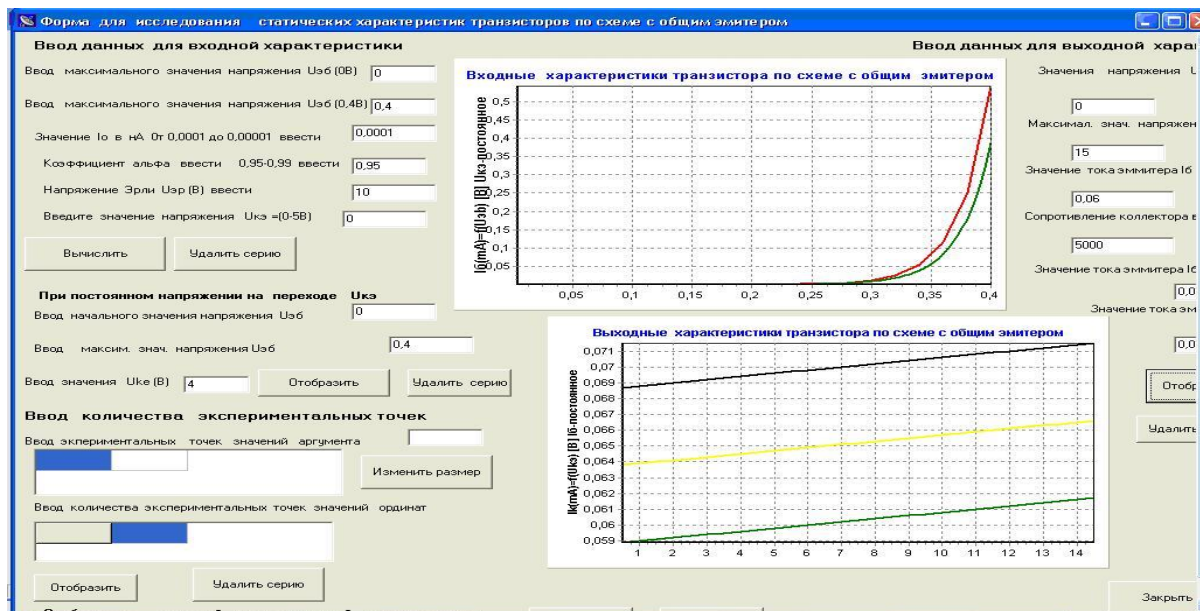 Форма для исследования статических характеристик транзисторов по схеме с общим эмитером
Ввод данных для входной характеристики
Ввод максимального значения напряжения Uэб (0В) 0
Ввод максимального значения напряжения Uэб (0,4В) 0,4
Значение Iо в нА 0т 0,0001 до 0,00001 ввести 0,0001
Коэффициент альфа ввести 0,95-0,99 ввести 0,95
Напряжение Эрли Uэр (В) ввести 10
Введите значение напряжения Uкэ =(0-5В) 0
Вычислить Удалить серию
При постоянном напряжении на переходе Uкэ
Ввод начального значения напряжения Uэб 0
Ввод максим. знач. напряжения Uэб 0,4
Ввод значения Uke (В) 4 Отобразить Удалить серию
Ввод количества экспериментальных точек
Ввод экпериментальных точек значений аргумента
Изменить размер
Ввод количества экспериментальных точек значений ординат
Отобразить Удалить серию
Входные характеристики транзистора по схеме с общим эмитером
Iб(mA)=f(Uэb) [В] Uкэ-постоянное
0,5
0,45
0,4
0,35
0,3
0,25
0,2
0,15
0,1
0,05
0,05 0,1 0,15 0,2 0,25 0,3 0,35 0,4
Выходные характеристики транзистора по схеме с общим эмитером
Ik(mA)=f(Uкэ) [В] Iб-постоянное
0,071
0,07
0,069
0,068
0,067
0,066
0,065
0,064
0,063
0,062
0,061
0,06
0,059
1 2 3 4 5 6 7 8 9 10 11 12 13 14
Ввод данных для выходной хара
Значения напряжения
0
Максимал. знач. напряжен
15
Значение тока эммитера Iб
0,06
Сопротивление коллектора в
5000
Значение тока эммитера Iб
0,0
Значение тока эм
0,0
Отобр
Удалить
Закрыть